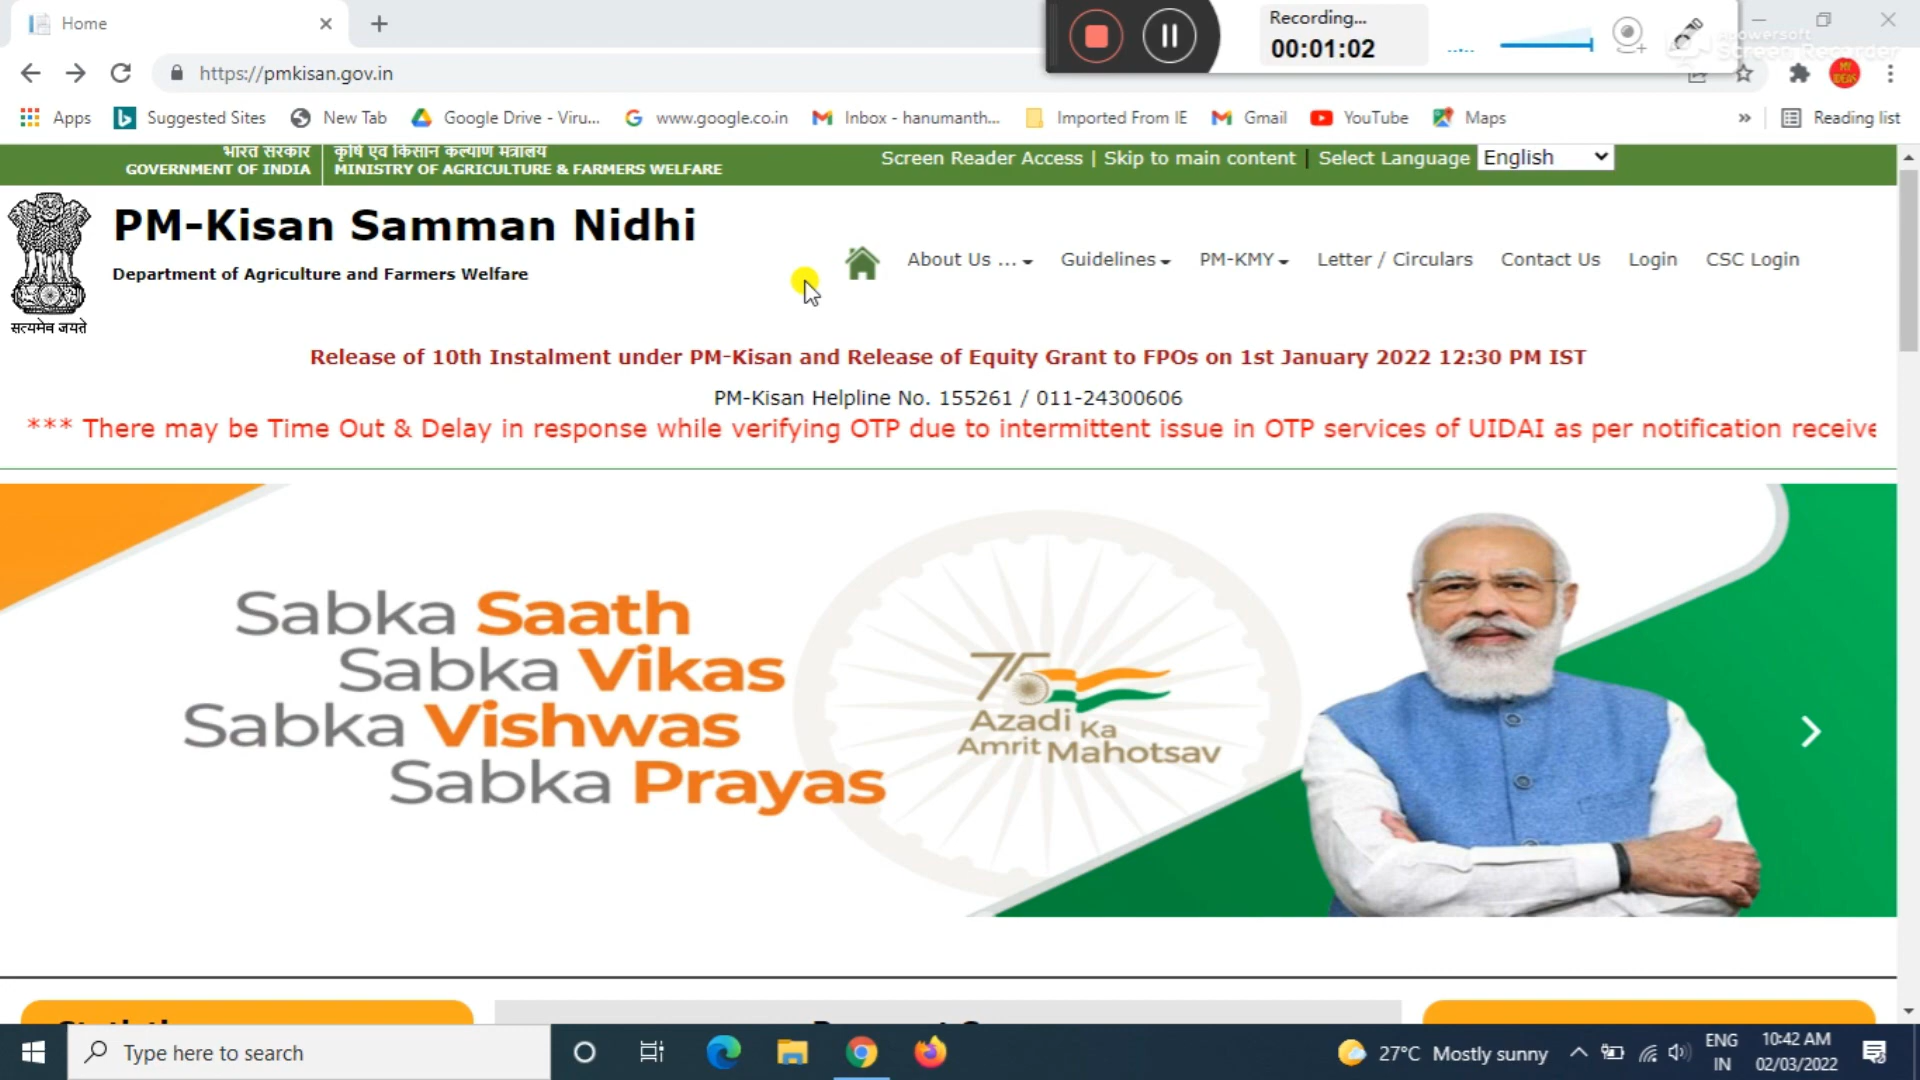 Home
Recording...
00:01:02
Apowersoft
Screen Recorder
https://pmkisan.gov.in
MY
IDEAS
Apps
Suggested Sites
New Tab
Google Drive - Viru...
www.google.co.in
Inbox - hanumanth...
Imported From IE
Gmail
YouTube
Maps
»
Reading list
भारत सरकार
GOVERNMENT OF INDIA
कृषि एवं किसान कल्याण मंत्रालय
MINISTRY OF AGRICULTURE & FARMERS WELFARE
Screen Reader Access | Skip to main content | Select Language English
PM-Kisan Samman Nidhi
Department of Agriculture and Farmers Welfare
सत्यमेव जयते
About Us ...
Guidelines
PM-KMY
Letter / Circulars
Contact Us
Login
CSC Login
Release of 10th Instalment under PM-Kisan and Release of Equity Grant to FPOs on 1st January 2022 12:30 PM IST
PM-Kisan Helpline No. 155261 / 011-24300606
*** There may be Time Out & Delay in response while verifying OTP due to intermittent issue in OTP services of UIDAI as per notification receive
Sabka Saath
Sabka Vikas
Sabka Vishwas
Sabka Prayas
75
Azadi Ka
Amrit Mahotsav
Type here to search
27°C Mostly sunny
ENG
IN
10:42 AM
02/03/2022